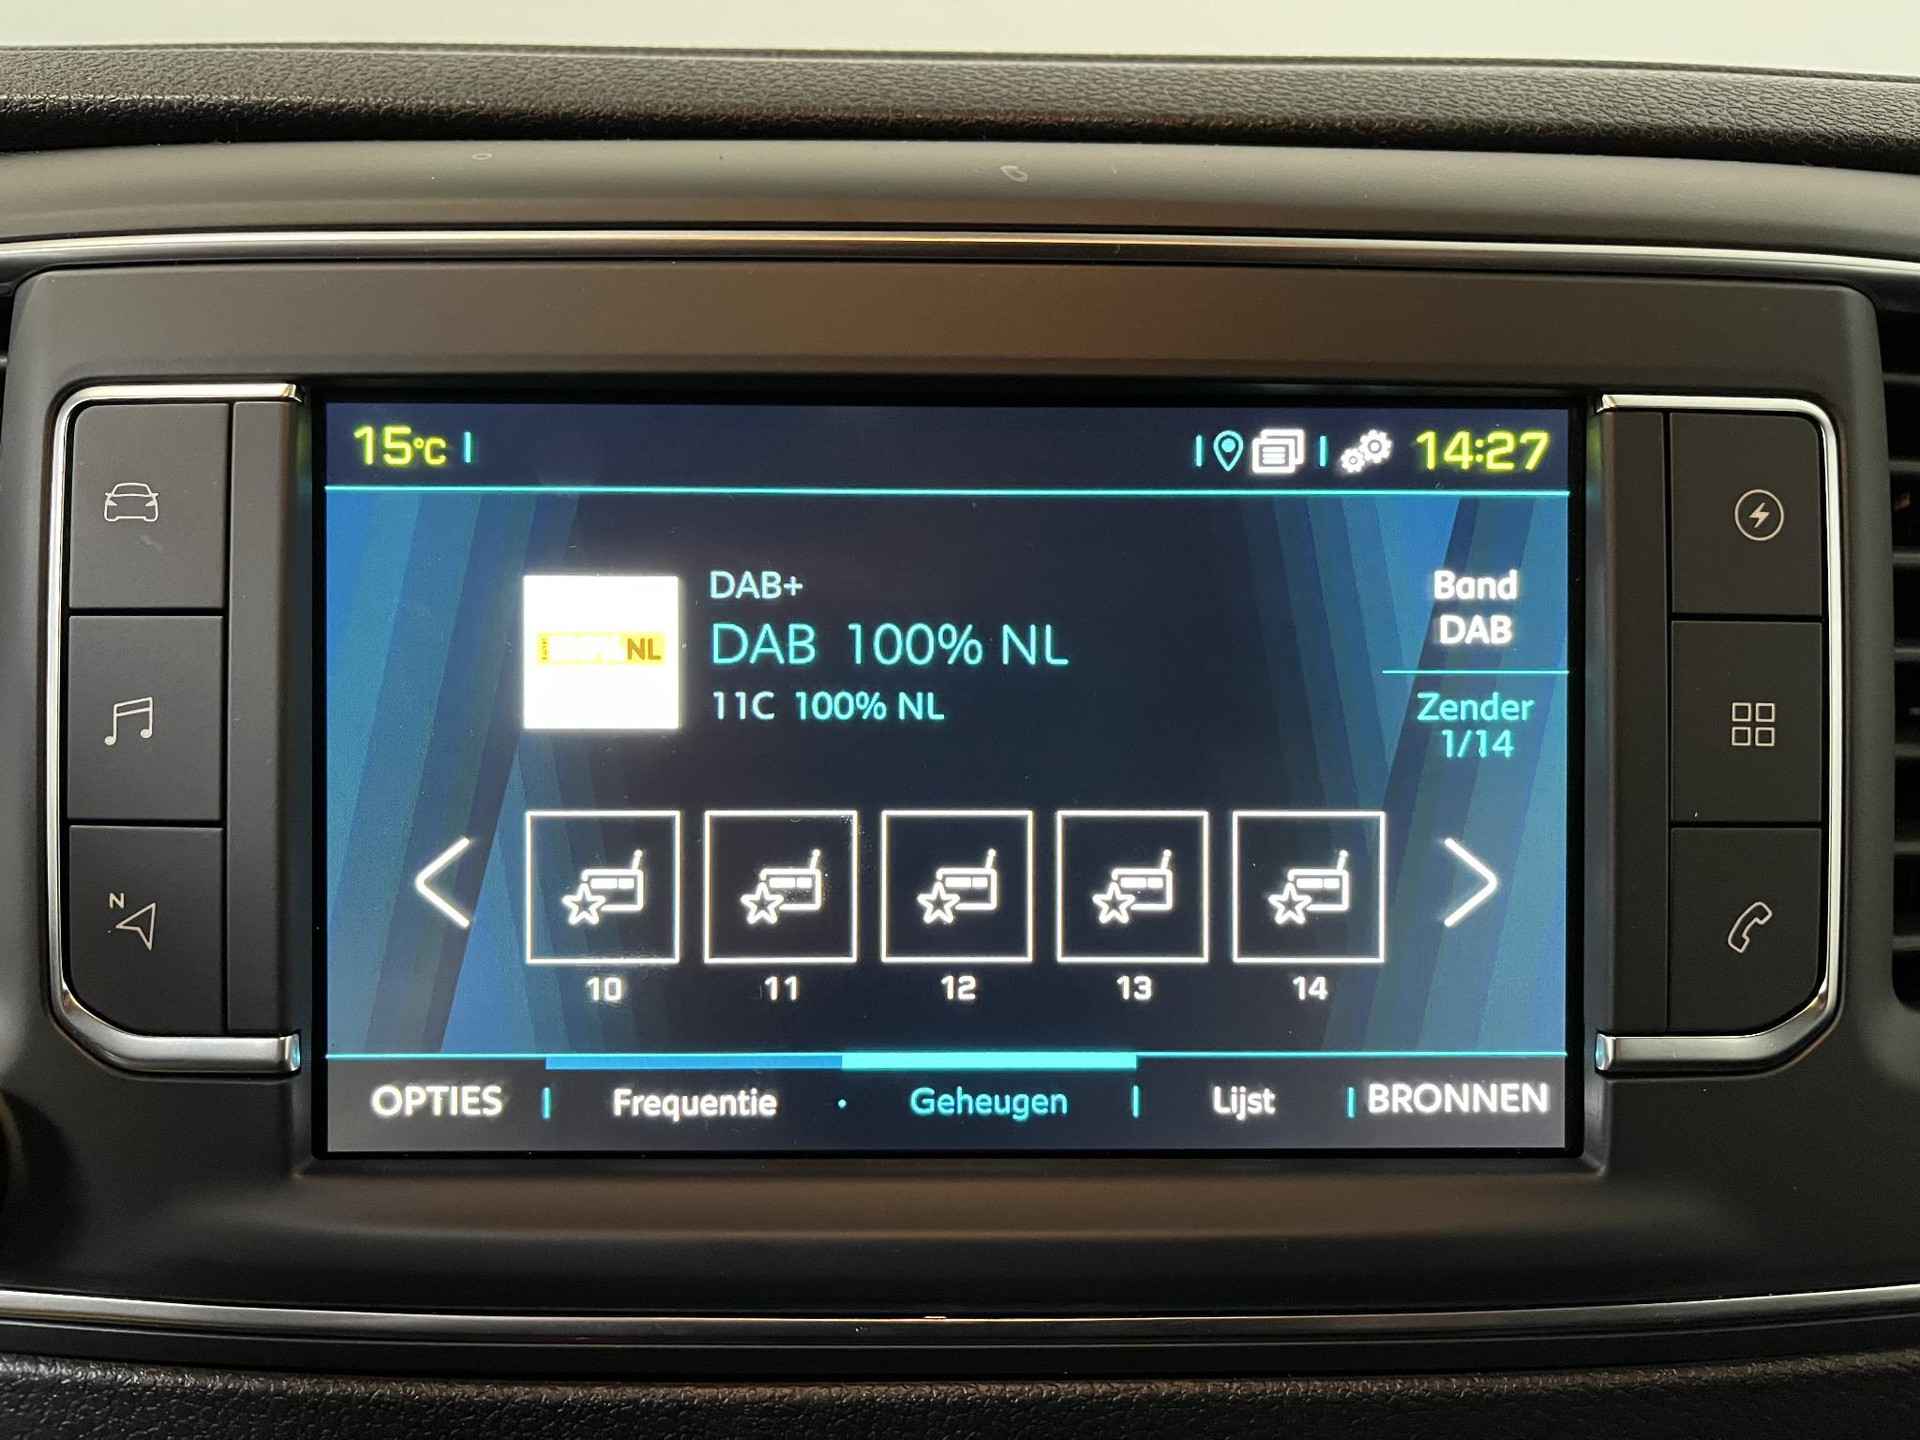 15°C
14:27
DAB+
DAB 100% NL
11C 100% NL
NL
Band
DAB
Zender
1/14
10 11 12 13 14
OPTIES Frequentie • Geheugen Lijst BRONNEN
N